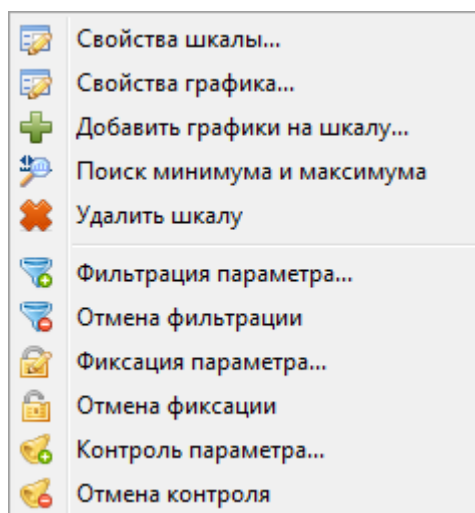 Свойства шкалы...
Свойства графика...
Добавить графики на шкалу...
Поиск минимума и максимума
Удалить шкалу
Фильтрация параметра...
Отмена фильтрации
Фиксация параметра...
Отмена фиксации
Контроль параметра...
Отмена контроля